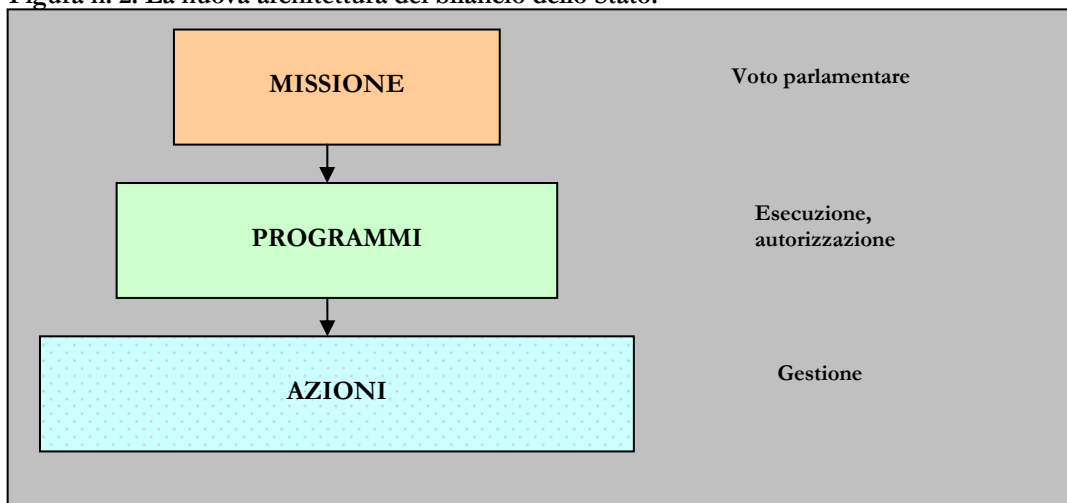 Figura n. 2. La nuova architettura del bilancio dello Stato.
MISSIONE
Voto parlamentare
PROGRAMMI
Esecuzione,
autorizzazione
AZIONI
Gestione